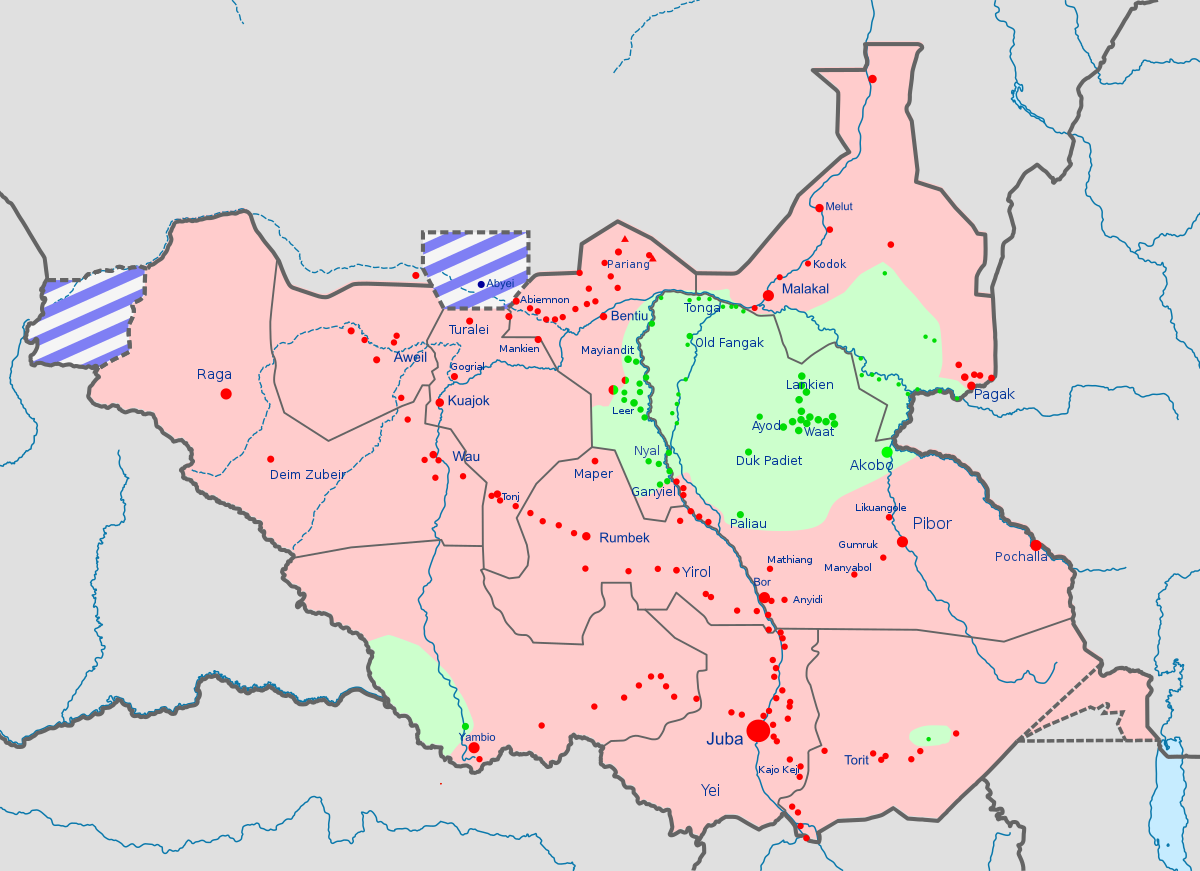 Melut
Kodok
Pariang
Malakal
Abyei
Abiemnon
Tonga
Bentiu
Turalei
Old Fangak
Mankien
Mayiandit
Aweil
Gogrial
Raga
Lankien
Pagak
Kuajok
Leer
Ayod
Waat
Nyal
Wau
Duk Padiet
Akobo
Deim Zubeir
Maper
Ganyiel
Tonj
Likuangole
Paliau
Pibor
Rumbek
Gumruk
Pochalla
Mathiang
Manyabol
Yirol
Bor
Anyidi
Yambio
Juba
Torit
Kajo Keji
Yei